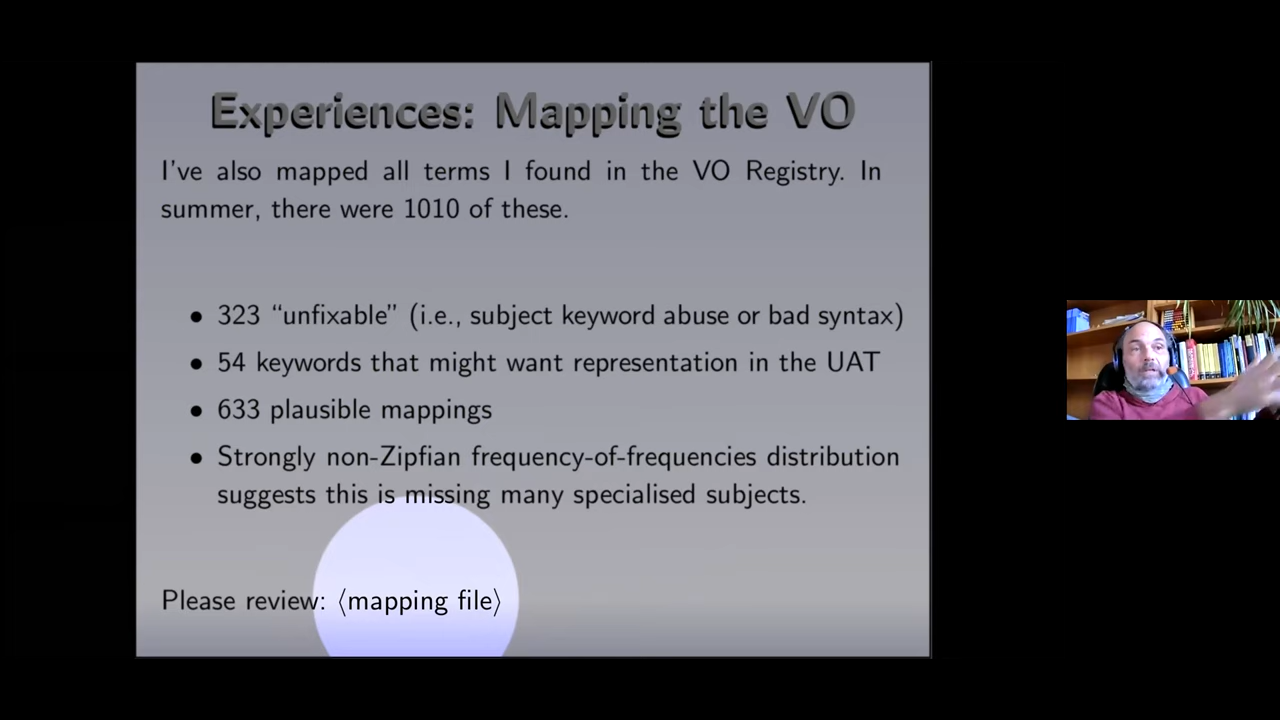 Experiences: Mapping the VO
I've also mapped all terms I found in the VO Registry. In
summer, there were 1010 of these.
• 323 “unfixable” (i.e., subject keyword abuse or bad syntax)
• 54 keywords that might want representation in the UAT
• 633 plausible mappings
• Strongly non-Zipfian frequency-of-frequencies distribution
suggests this is missing many specialised subjects.
Please review: ⟨mapping file⟩